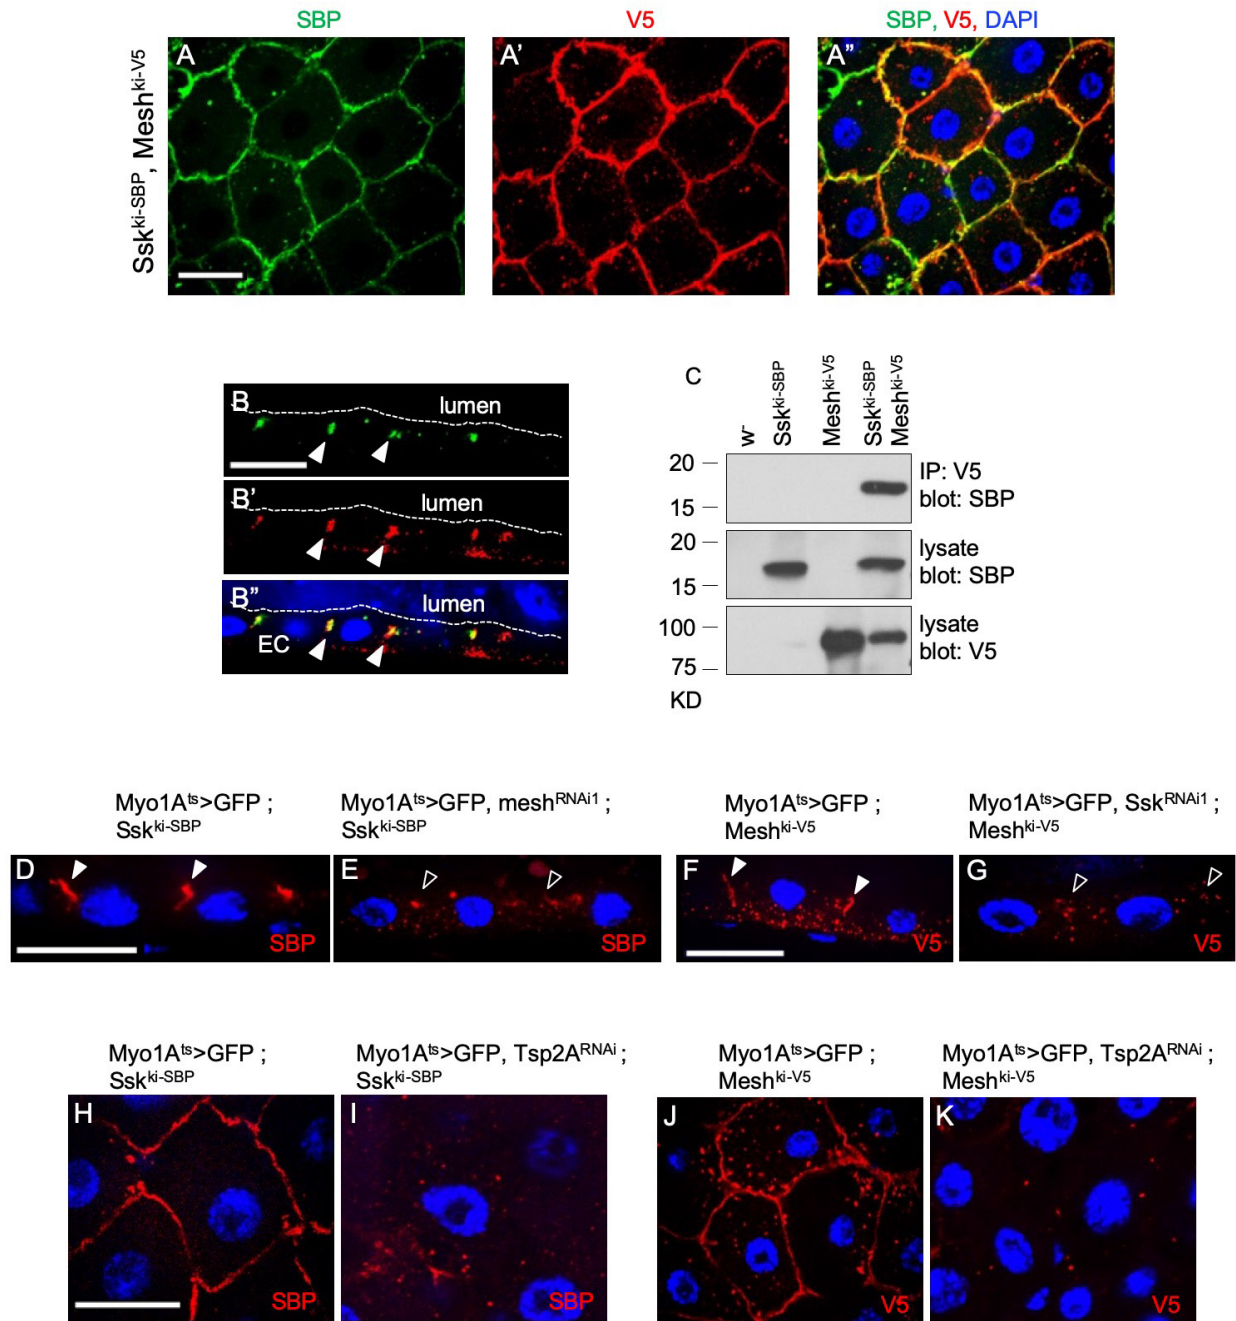 SBP
V5
SBP, V5, DAPI
Ssk^ki-SBP, Mesh^ki-V5
A
A'
A"
B
lumen
B'
lumen
B"
lumen
EC
C
w^-
Ssk^ki-SBP
Mesh^ki-V5
Ssk^ki-SBP
Mesh^ki-V5
20
15
IP: V5
blot: SBP
20
15
lysate
blot: SBP
100
75
lysate
blot: V5
KD
Myo1A^ts>GFP ;
Ssk^ki-SBP
Myo1A^ts>GFP, mesh^RNAi1 ;
Ssk^ki-SBP
Myo1A^ts>GFP ;
Mesh^ki-V5
Myo1A^ts>GFP, Ssk^RNAi1 ;
Mesh^ki-V5
D
SBP
E
SBP
F
V5
G
V5
Myo1A^ts>GFP ;
Ssk^ki-SBP
Myo1A^ts>GFP, Tsp2A^RNAi ;
Ssk^ki-SBP
Myo1A^ts>GFP ;
Mesh^ki-V5
Myo1A^ts>GFP, Tsp2A^RNAi ;
Mesh^ki-V5
H
SBP
I
SBP
J
V5
K
V5